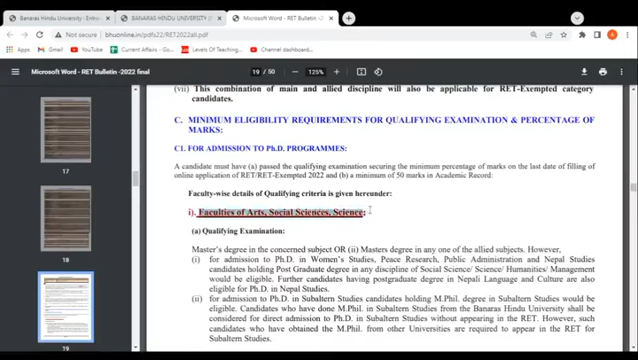 Banaras Hindu University - Entran
BANARAS HINDU UNIVERSITY (
Microsoft Word - RET Bulletin -20
Not secure | bhuonline.in/pdfs22/RET2022all.pdf
Apps
Gmail
YouTube
Current Affairs - Go...
Levels Of Teaching...
Channel dashboard...
Microsoft Word - RET Bulletin -2022 final
19 / 50
125%
17
18
19
(vii) This combination of main and allied discipline will also be applicable for RET-Exempted category
candidates.
C. MINIMUM ELIGIBILITY REQUIREMENTS FOR QUALIFYING EXAMINATION & PERCENTAGE OF
MARKS:
C1. FOR ADMISSION TO Ph.D. PROGRAMMES:
A candidate must have (a) passed the qualifying examination securing the minimum percentage of marks on the last date of filling of
online application of RET/RET-Exempted 2022 and (b) a minimum of 50 marks in Academic Record:
Faculty-wise details of Qualifying criteria is given hereunder:
i). Faculties of Arts, Social Sciences, Science:
(a) Qualifying Examination:
Master's degree in the concerned subject OR (ii) Masters degree in any one of the allied subjects. However,
(i) for admission to Ph.D. in Women's Studies, Peace Research, Public Administration and Nepal Studies
candidates holding Post Graduate degree in any discipline of Social Science/ Science/ Humanities/ Management
would be eligible. Further candidates having postgraduate degree in Nepali Language and Culture are also
eligible for Ph.D. in Nepal Studies.
(ii) for admission to Ph.D. in Subaltern Studies candidates holding M.Phil. degree in Subaltern Studies would be
eligible. Candidates who have done M.Phil. in Subaltern Studies from the Banaras Hindu University shall be
considered for direct admission to Ph.D. in Subaltern Studies without appearing in the RET. However, such
candidates who have obtained the M.Phil. from other Universities are required to appear in the RET for
Subaltern Studies.